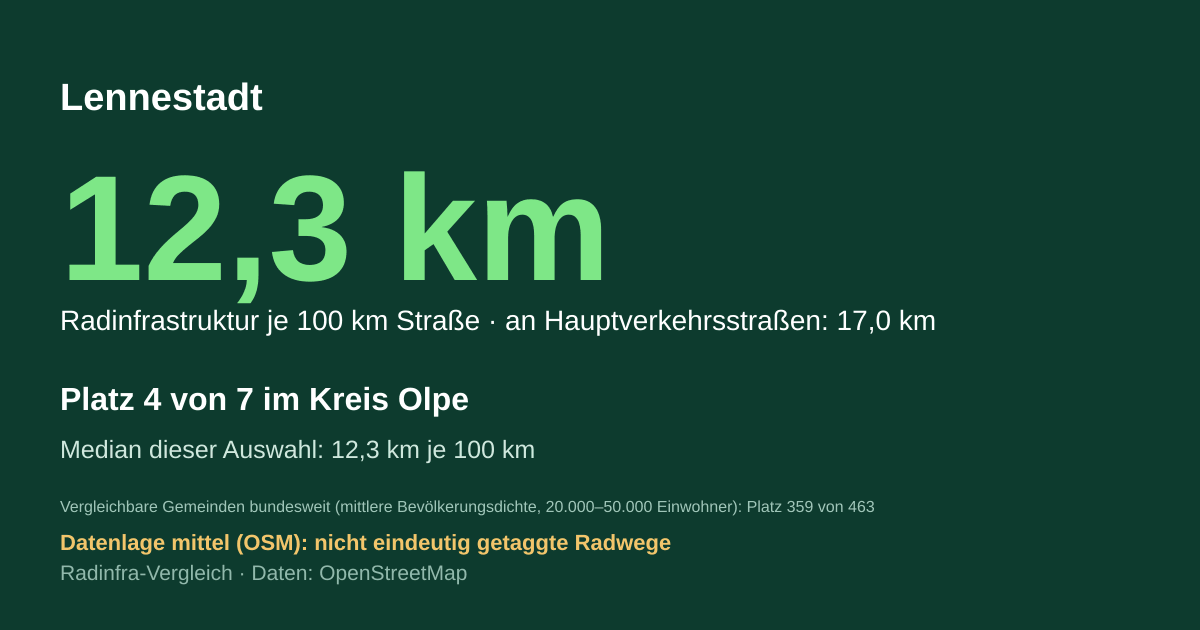 Lennestadt
12,3 km
Radinfrastruktur je 100 km Straße · an Hauptverkehrsstraßen: 17,0 km
Platz 4 von 7 im Kreis Olpe
Median dieser Auswahl: 12,3 km je 100 km
Vergleichbare Gemeinden bundesweit (mittlere Bevölkerungsdichte, 20.000–50.000 Einwohner): Platz 359 von 463
Datenlage mittel (OSM): nicht eindeutig getaggte Radwege
Radinfra-Vergleich · Daten: OpenStreetMap